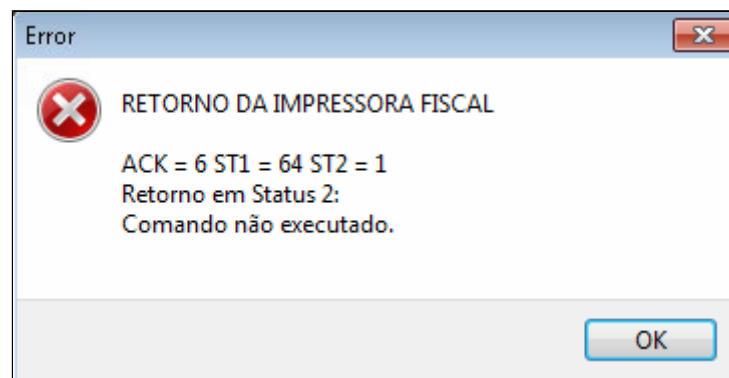 Error
RETORNO DA IMPRESSORA FISCAL
ACK = 6 ST1 = 64 ST2 = 1
Retorno em Status 2:
Comando não executado.
OK